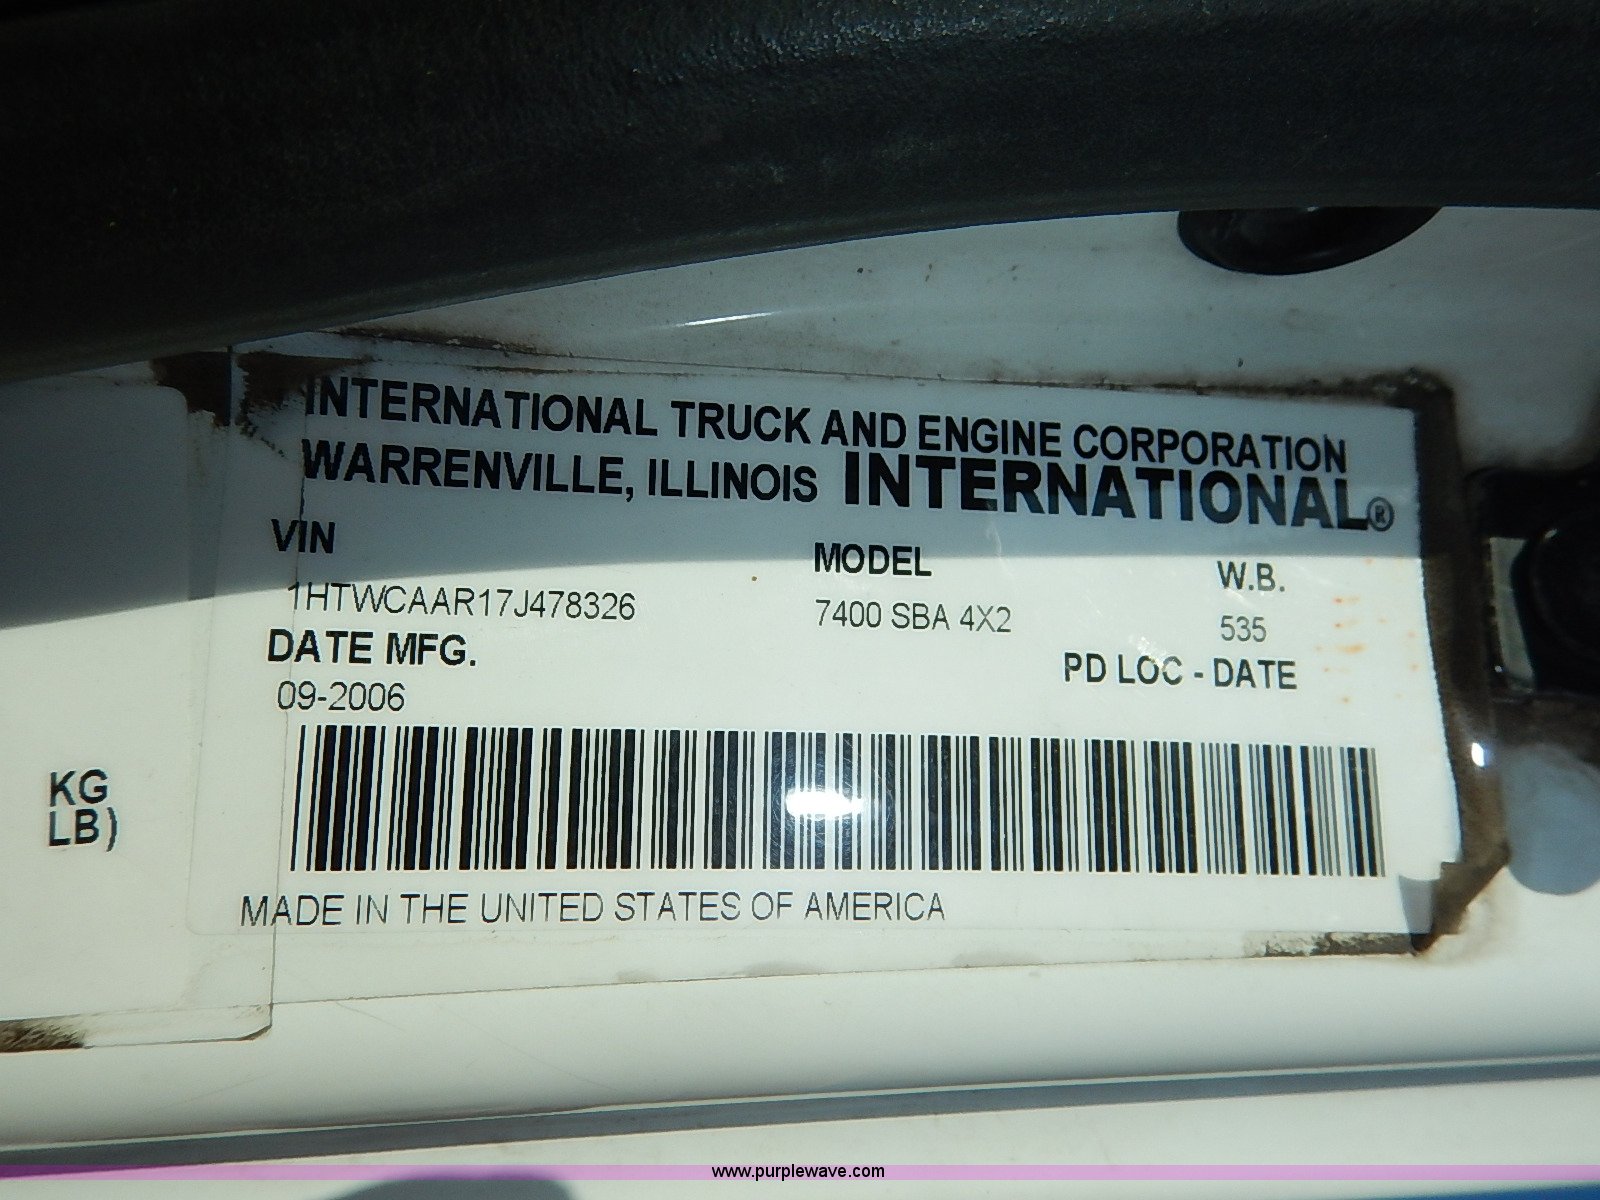 INTERNATIONAL TRUCK AND ENGINE CORPORATION
WARRENVILLE, ILLINOIS INTERNATIONAL®
VIN MODEL W.B.
1HTWCAAR17J478326 7400 SBA 4X2 535
DATE MFG. PD LOC - DATE
09-2006
KG
LB)
MADE IN THE UNITED STATES OF AMERICA
www.purplewave.com